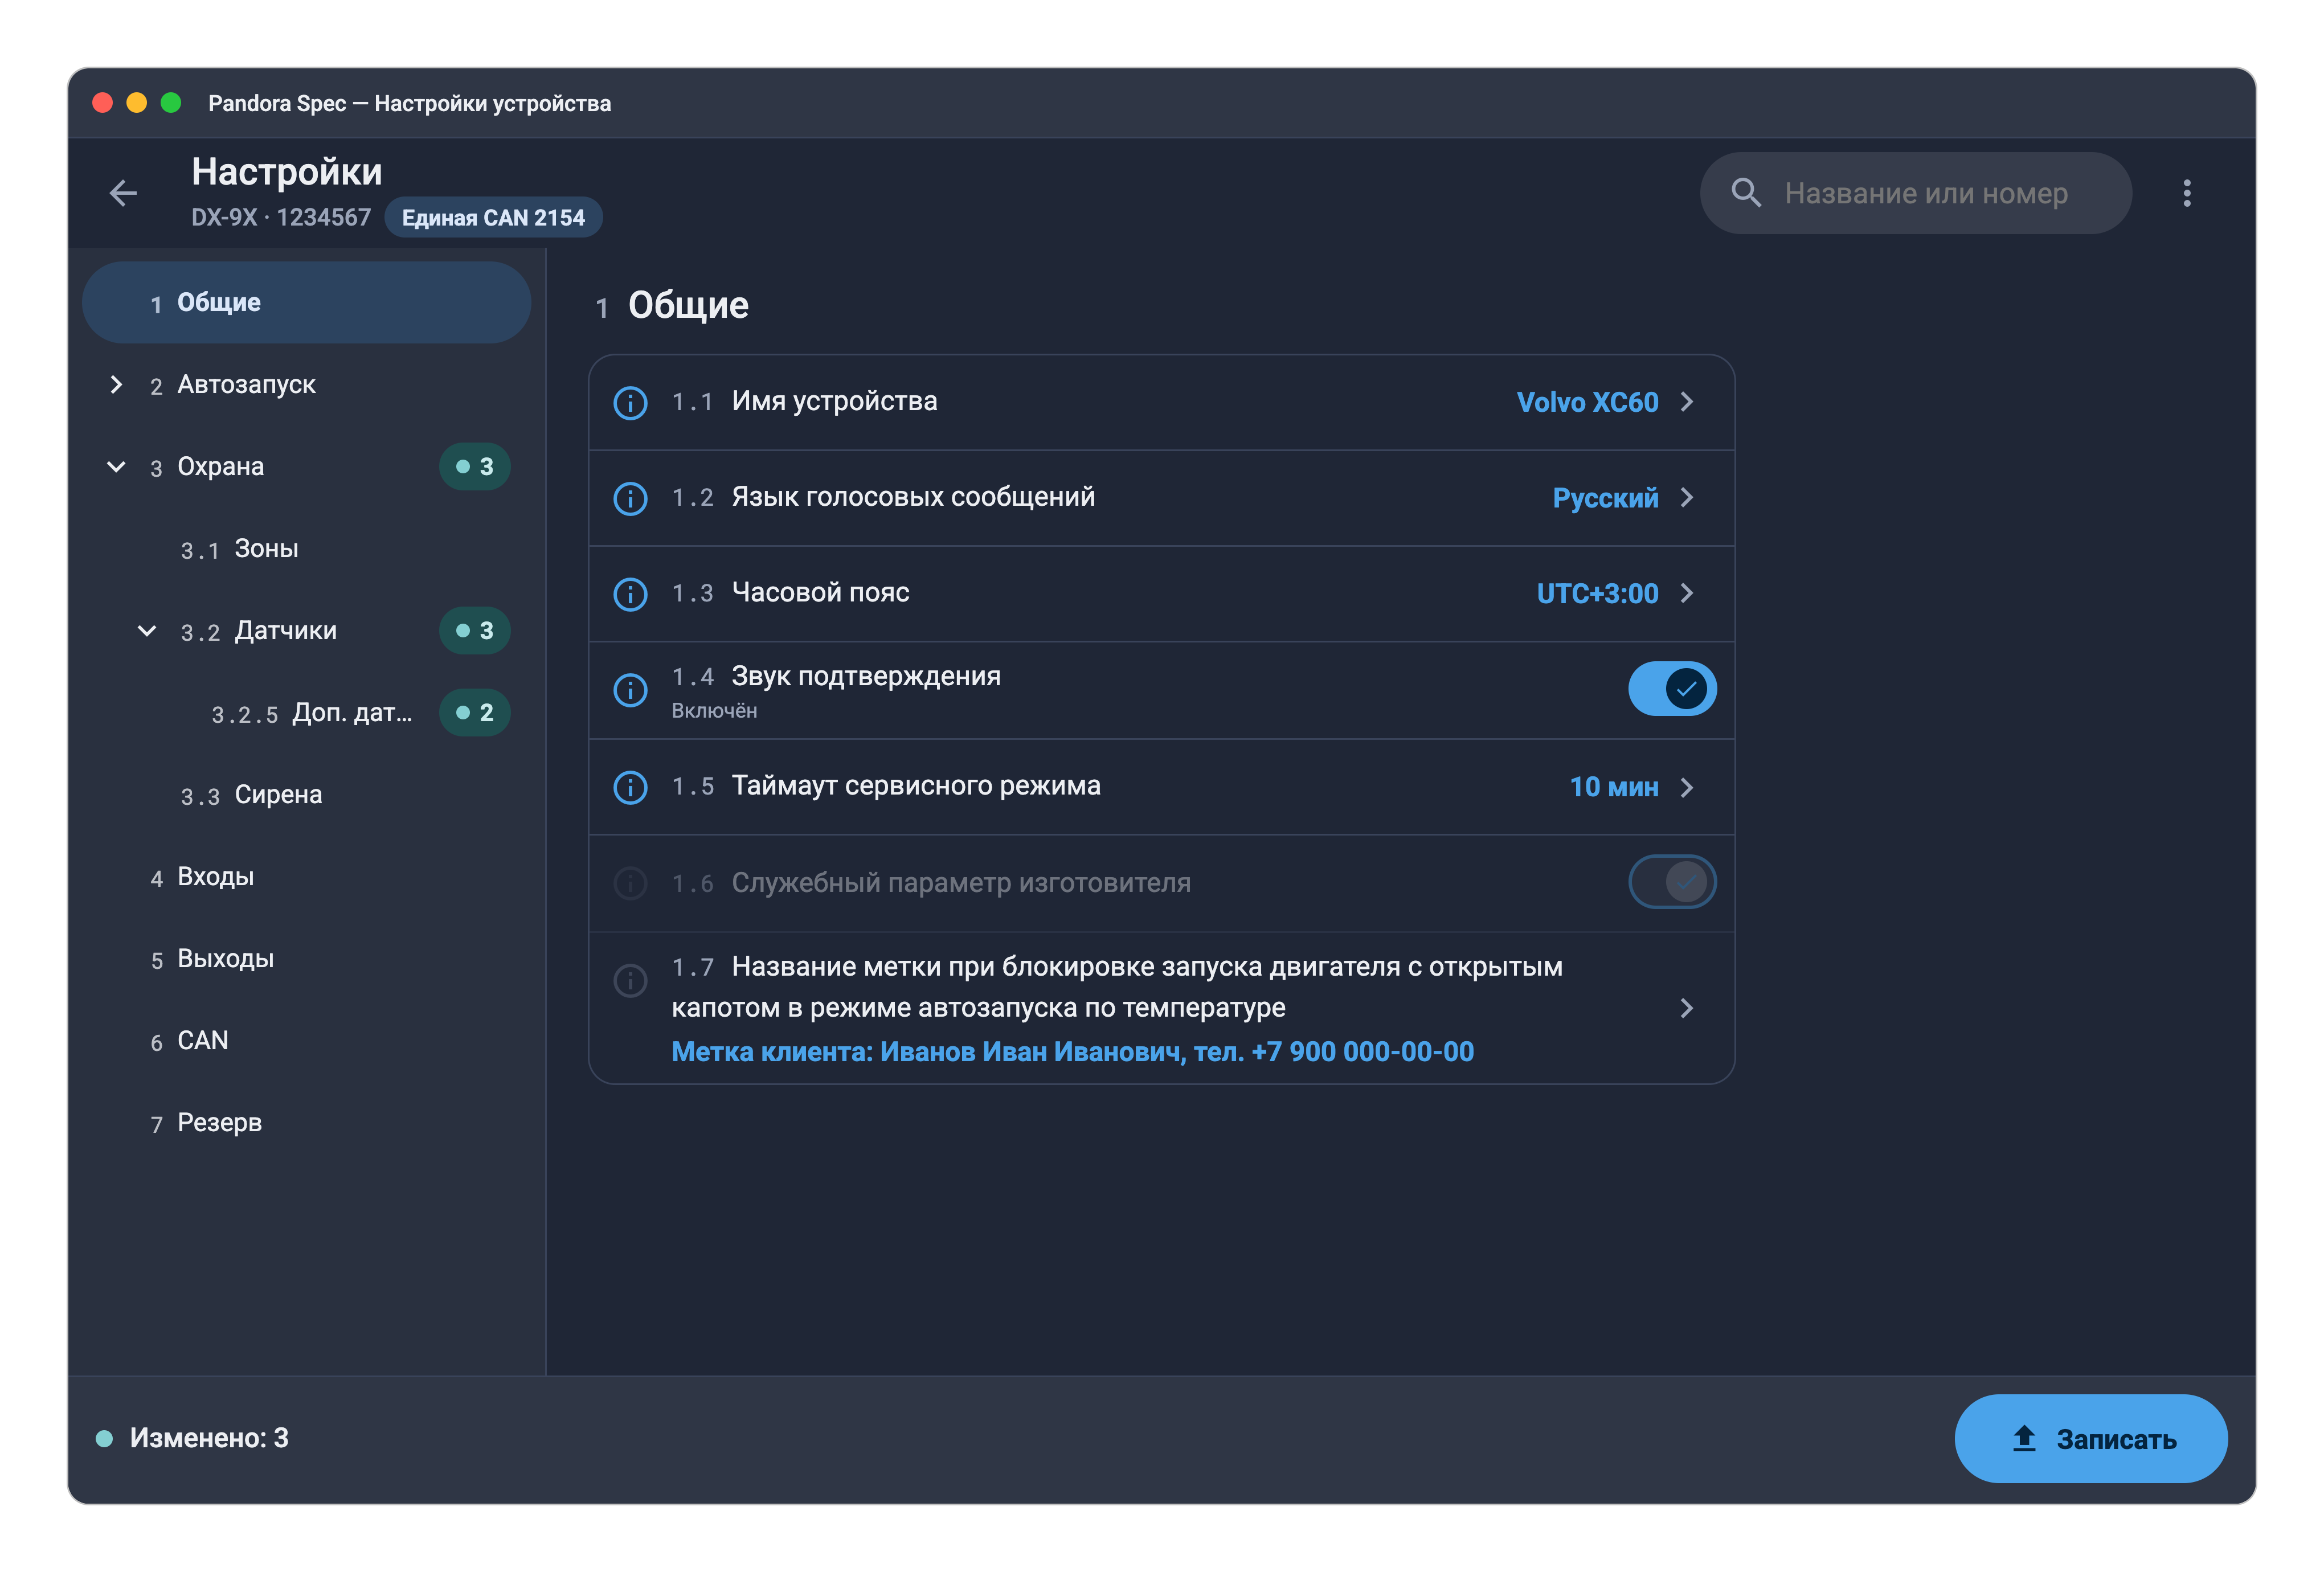 Pandora Spec — Настройки устройства
Настройки
DX-9X · 1234567 Единая CAN 2154
Название или номер
1 Общие
2 Автозапуск
3 Охрана 3
3.1 Зоны
3.2 Датчики 3
3.2.5 Доп. дат... 2
3.3 Сирена
4 Входы
5 Выходы
6 CAN
7 Резерв
1 Общие
1.1 Имя устройства Volvo XC60
1.2 Язык голосовых сообщений Русский
1.3 Часовой пояс UTC+3:00
1.4 Звук подтверждения
Включён
1.5 Таймаут сервисного режима 10 мин
1.6 Служебный параметр изготовителя
1.7 Название метки при блокировке запуска двигателя с открытым
капотом в режиме автозапуска по температуре
Метка клиента: Иванов Иван Иванович, тел. +7 900 000-00-00
Изменено: 3
Записать